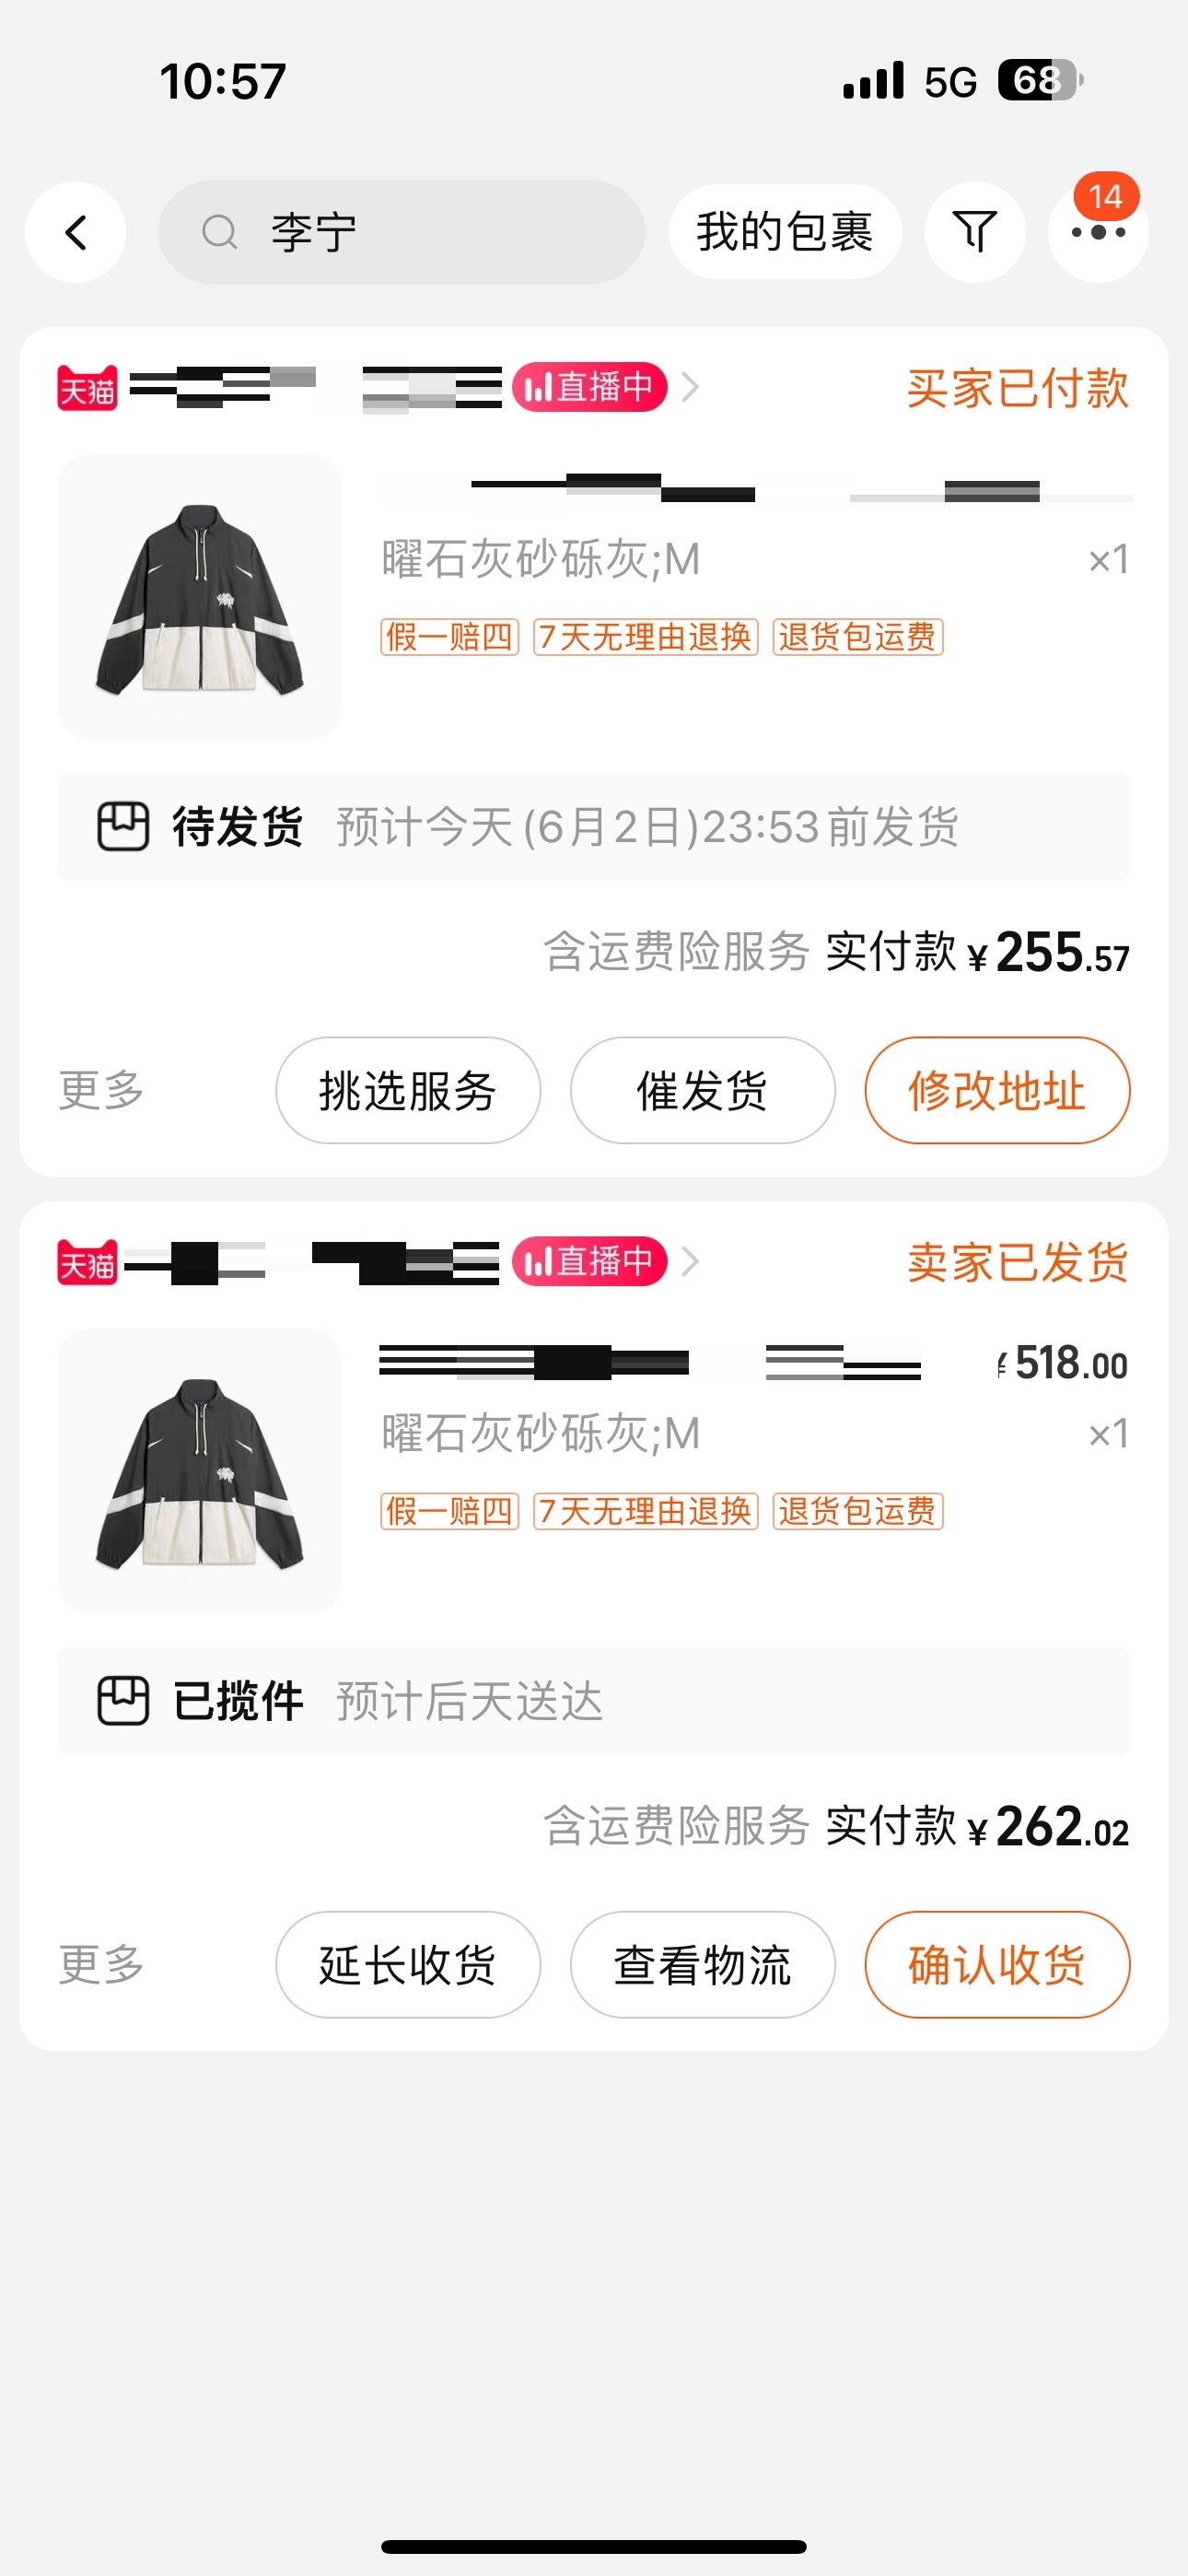 10:57
5G 68
李宁
我的包裹
14
天猫 直播中 买家已付款
曜石灰砂砾灰;M ×1
假一赔四 7天无理由退换 退货包运费
待发货 预计今天(6月2日)23:53前发货
含运费险服务 实付款 ¥255.57
更多 挑选服务 催发货 修改地址
天猫 直播中 卖家已发货
¥518.00
曜石灰砂砾灰;M ×1
假一赔四 7天无理由退换 退货包运费
已揽件 预计后天送达
含运费险服务 实付款 ¥262.02
更多 延长收货 查看物流 确认收货